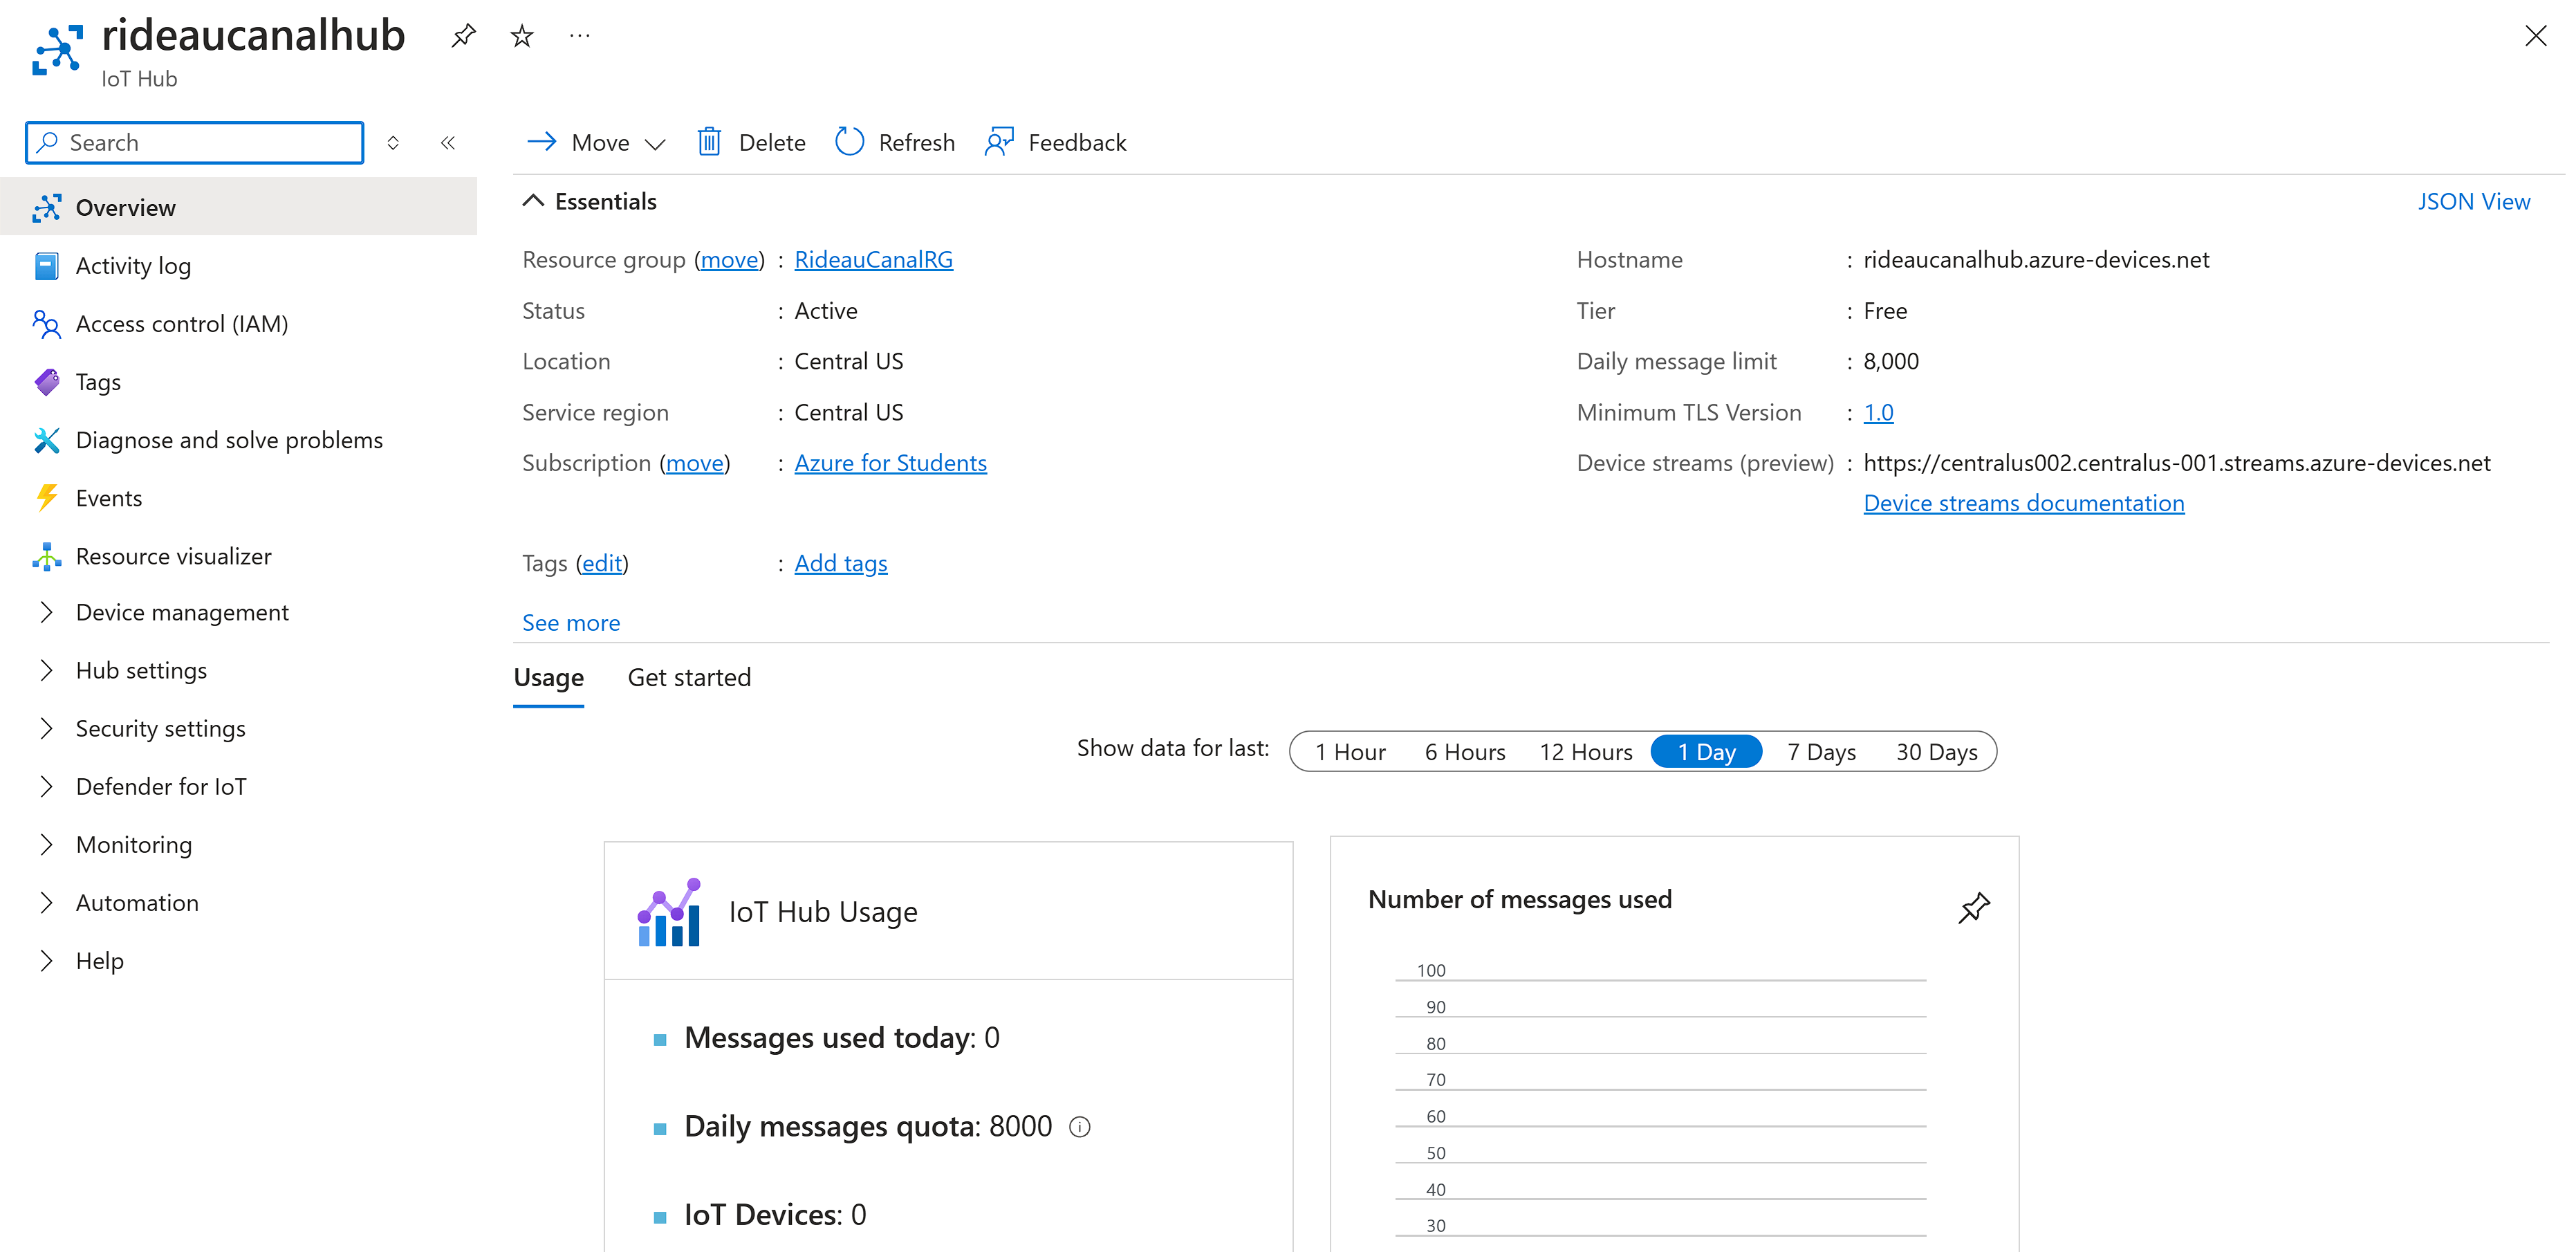 rideaucanalhub
IoT Hub
Search
Move
Delete
Refresh
Feedback
Overview
Activity log
Access control (IAM)
Tags
Diagnose and solve problems
Events
Resource visualizer
Device management
Hub settings
Security settings
Defender for IoT
Monitoring
Automation
Help
Essentials
JSON View
Resource group (move) : RideauCanalRG
Status : Active
Location : Central US
Service region : Central US
Subscription (move) : Azure for Students
Hostname : rideaucanalhub.azure-devices.net
Tier : Free
Daily message limit : 8,000
Minimum TLS Version : 1.0
Device streams (preview) : https://centralus002.centralus-001.streams.azure-devices.net
Device streams documentation
Tags (edit) : Add tags
See more
Usage Get started
Show data for last: 1 Hour 6 Hours 12 Hours 1 Day 7 Days 30 Days
IoT Hub Usage
Messages used today: 0
Daily messages quota: 8000
IoT Devices: 0
Number of messages used
100
90
80
70
60
50
40
30